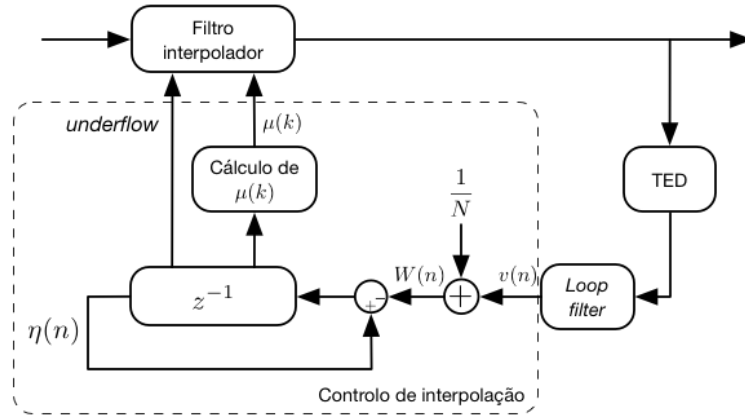 Filtro
interpolador
underflow
μ(k)
Cálculo de
μ(k)
TED
1
N
W(n)
v(n)
+
Loop
filter
z⁻¹
+
−
η(n)
Controlo de interpolação